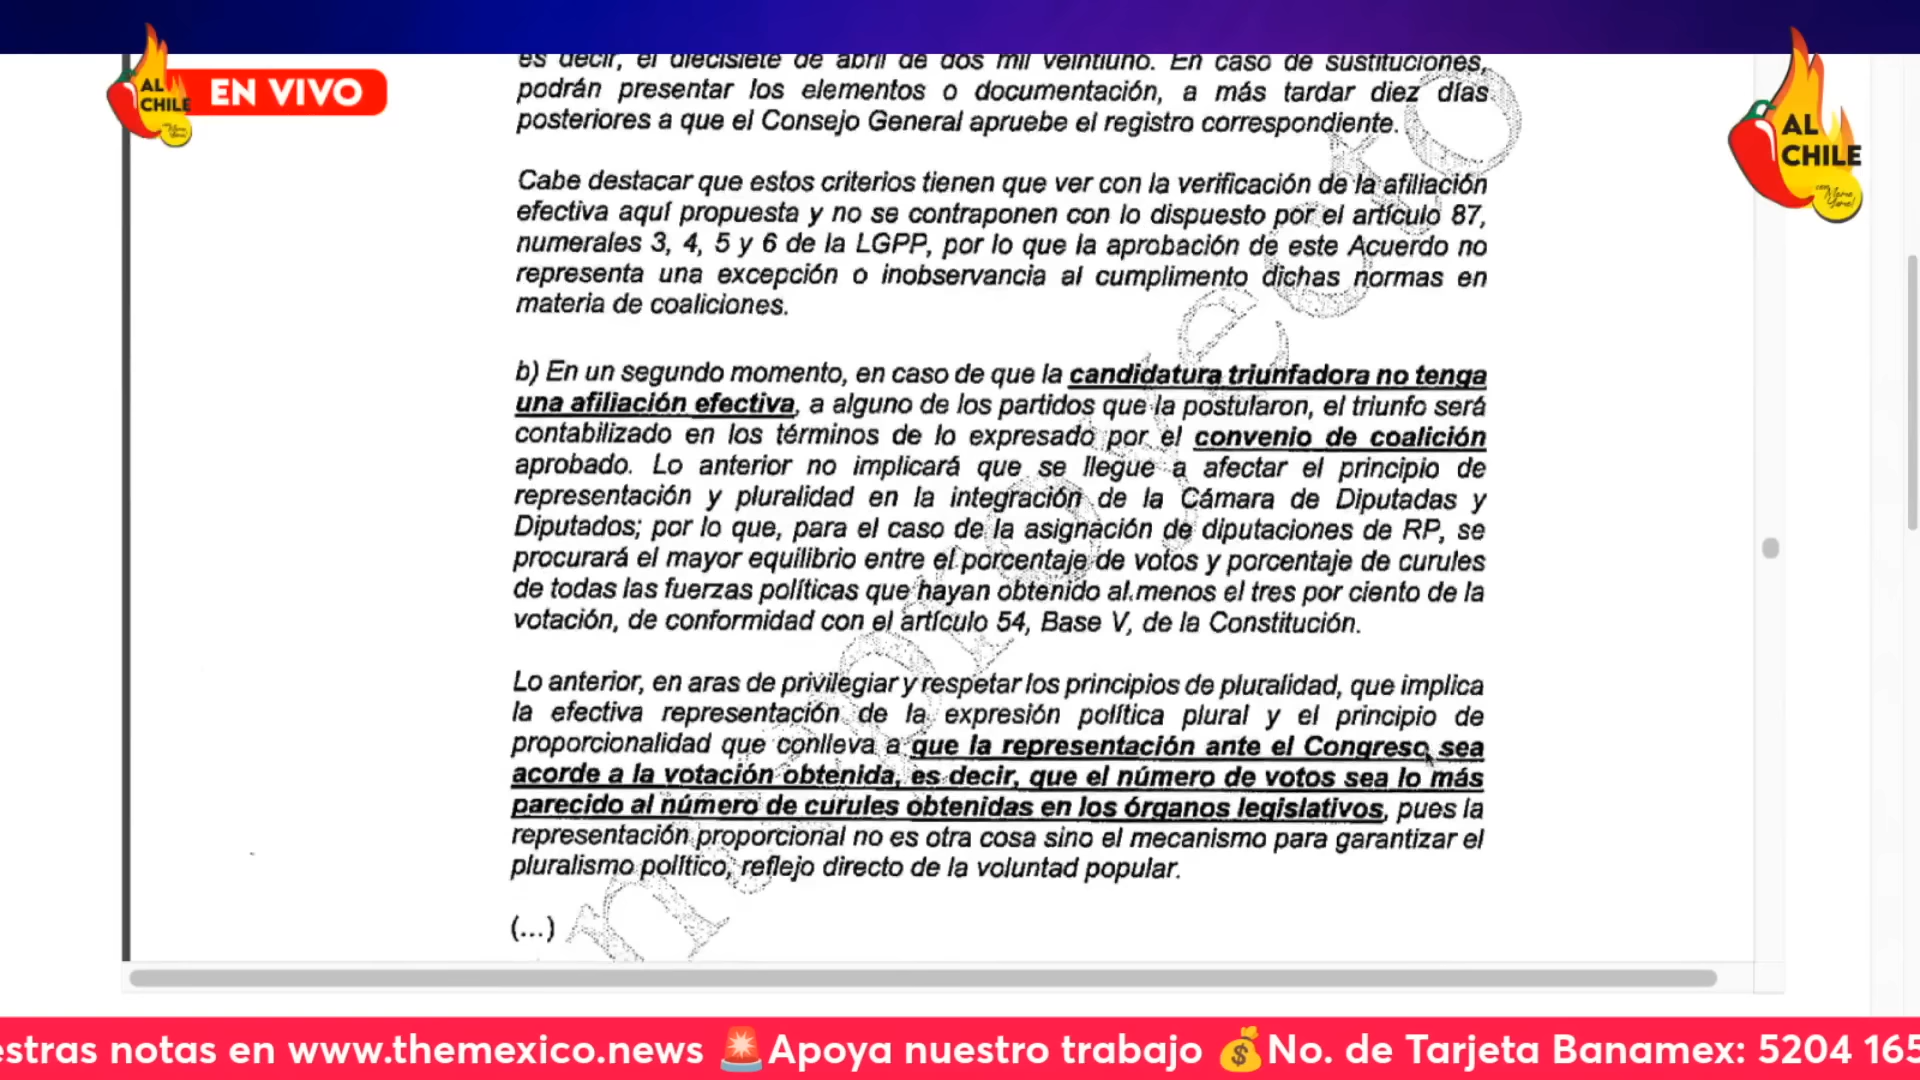 AL
CHILE
EN VIVO
es decir, el diecisiete de abril de dos mil veintiuno. En caso de sustituciones,
podrán presentar los elementos o documentación, a más tardar diez días
posteriores a que el Consejo General apruebe el registro correspondiente.
AL
CHILE
Cabe destacar que estos criterios tienen que ver con la verificación de la afiliación
efectiva aquí propuesta y no se contraponen con lo dispuesto por el artículo 87,
numerales 3, 4, 5 y 6 de la LGPP, por lo que la aprobación de este Acuerdo no
representa una excepción o inobservancia al cumplimento dichas normas en
materia de coaliciones.
b) En un segundo momento, en caso de que la candidatura triunfadora no tenga
una afiliación efectiva, a alguno de los partidos que la postularon, el triunfo será
contabilizado en los términos de lo expresado por el convenio de coalición
aprobado. Lo anterior no implicará que se llegue a afectar el principio de
representación y pluralidad en la integración de la Cámara de Diputadas y
Diputados; por lo que, para el caso de la asignación de diputaciones de RP, se
procurará el mayor equilibrio entre el porcentaje de votos y porcentaje de curules
de todas las fuerzas políticas que hayan obtenido al menos el tres por ciento de la
votación, de conformidad con el artículo 54, Base V, de la Constitución.
Lo anterior, en aras de privilegiar y respetar los principios de pluralidad, que implica
la efectiva representación de la expresión política plural y el principio de
proporcionalidad que conlleva a que la representación ante el Congreso sea
acorde a la votación obtenida, es decir, que el número de votos sea lo más
parecido al número de curules obtenidas en los órganos legislativos, pues la
representación proporcional no es otra cosa sino el mecanismo para garantizar el
pluralismo político, reflejo directo de la voluntad popular.
(...)
estras notas en www.themexico.news 🚨Apoya nuestro trabajo 💰No. de Tarjeta Banamex: 5204 165